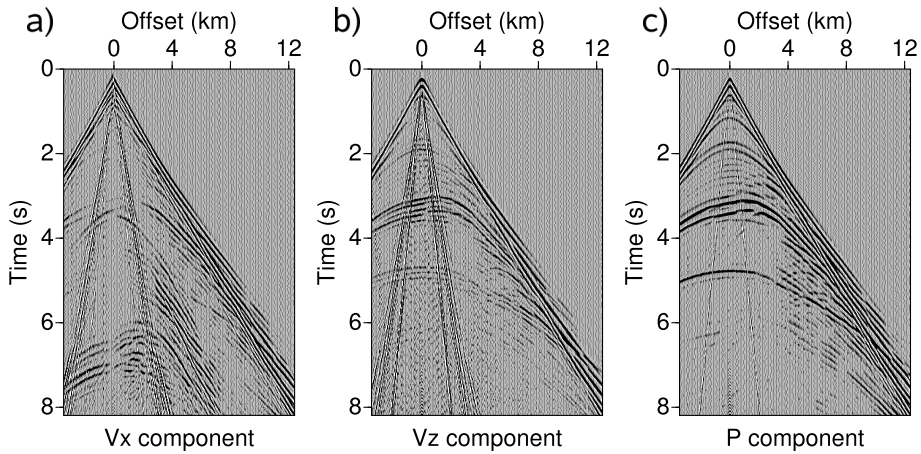 a) Offset (km)
0 4 8 12
0
2
4
6
8
Time (s)
Vx component
b) Offset (km)
0 4 8 12
0
2
4
6
8
Time (s)
Vz component
c) Offset (km)
0 4 8 12
0
2
4
6
8
Time (s)
P component